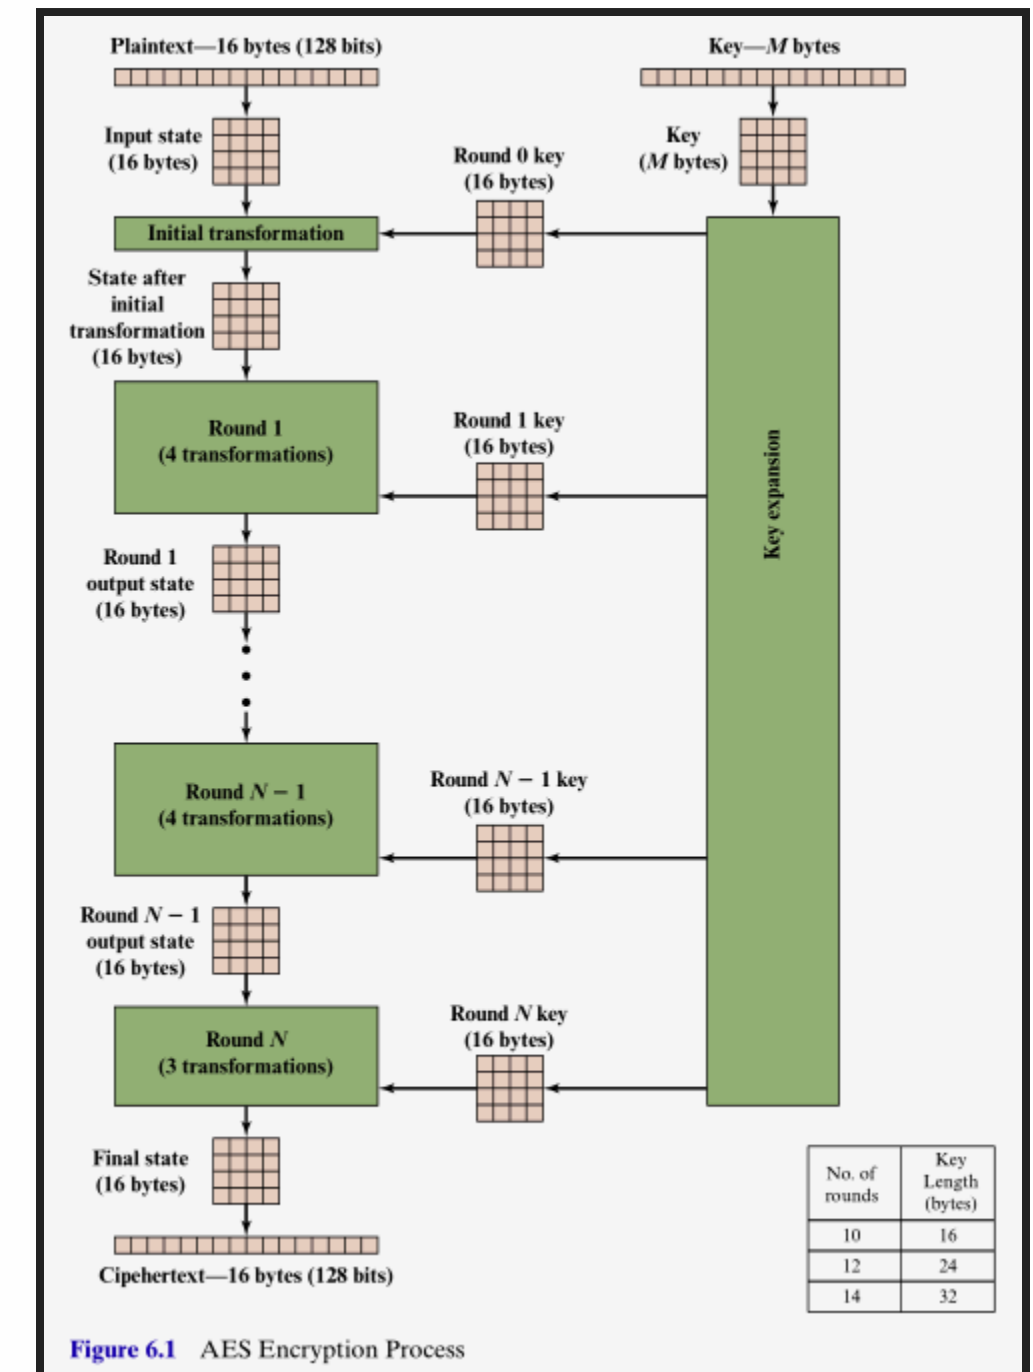 Plaintext—16 bytes (128 bits)
Key—M bytes
Input state
(16 bytes)
Key
(M bytes)
Round 0 key
(16 bytes)
Initial transformation
State after
initial
transformation
(16 bytes)
Round 1
(4 transformations)
Round 1 key
(16 bytes)
Key expansion
Round 1
output state
(16 bytes)
Round N − 1
(4 transformations)
Round N − 1 key
(16 bytes)
Round N − 1
output state
(16 bytes)
Round N
(3 transformations)
Round N key
(16 bytes)
Final state
(16 bytes)
Cipehertext—16 bytes (128 bits)
No. of
rounds
Key
Length
(bytes)
10 16
12 24
14 32
Figure 6.1 AES Encryption Process